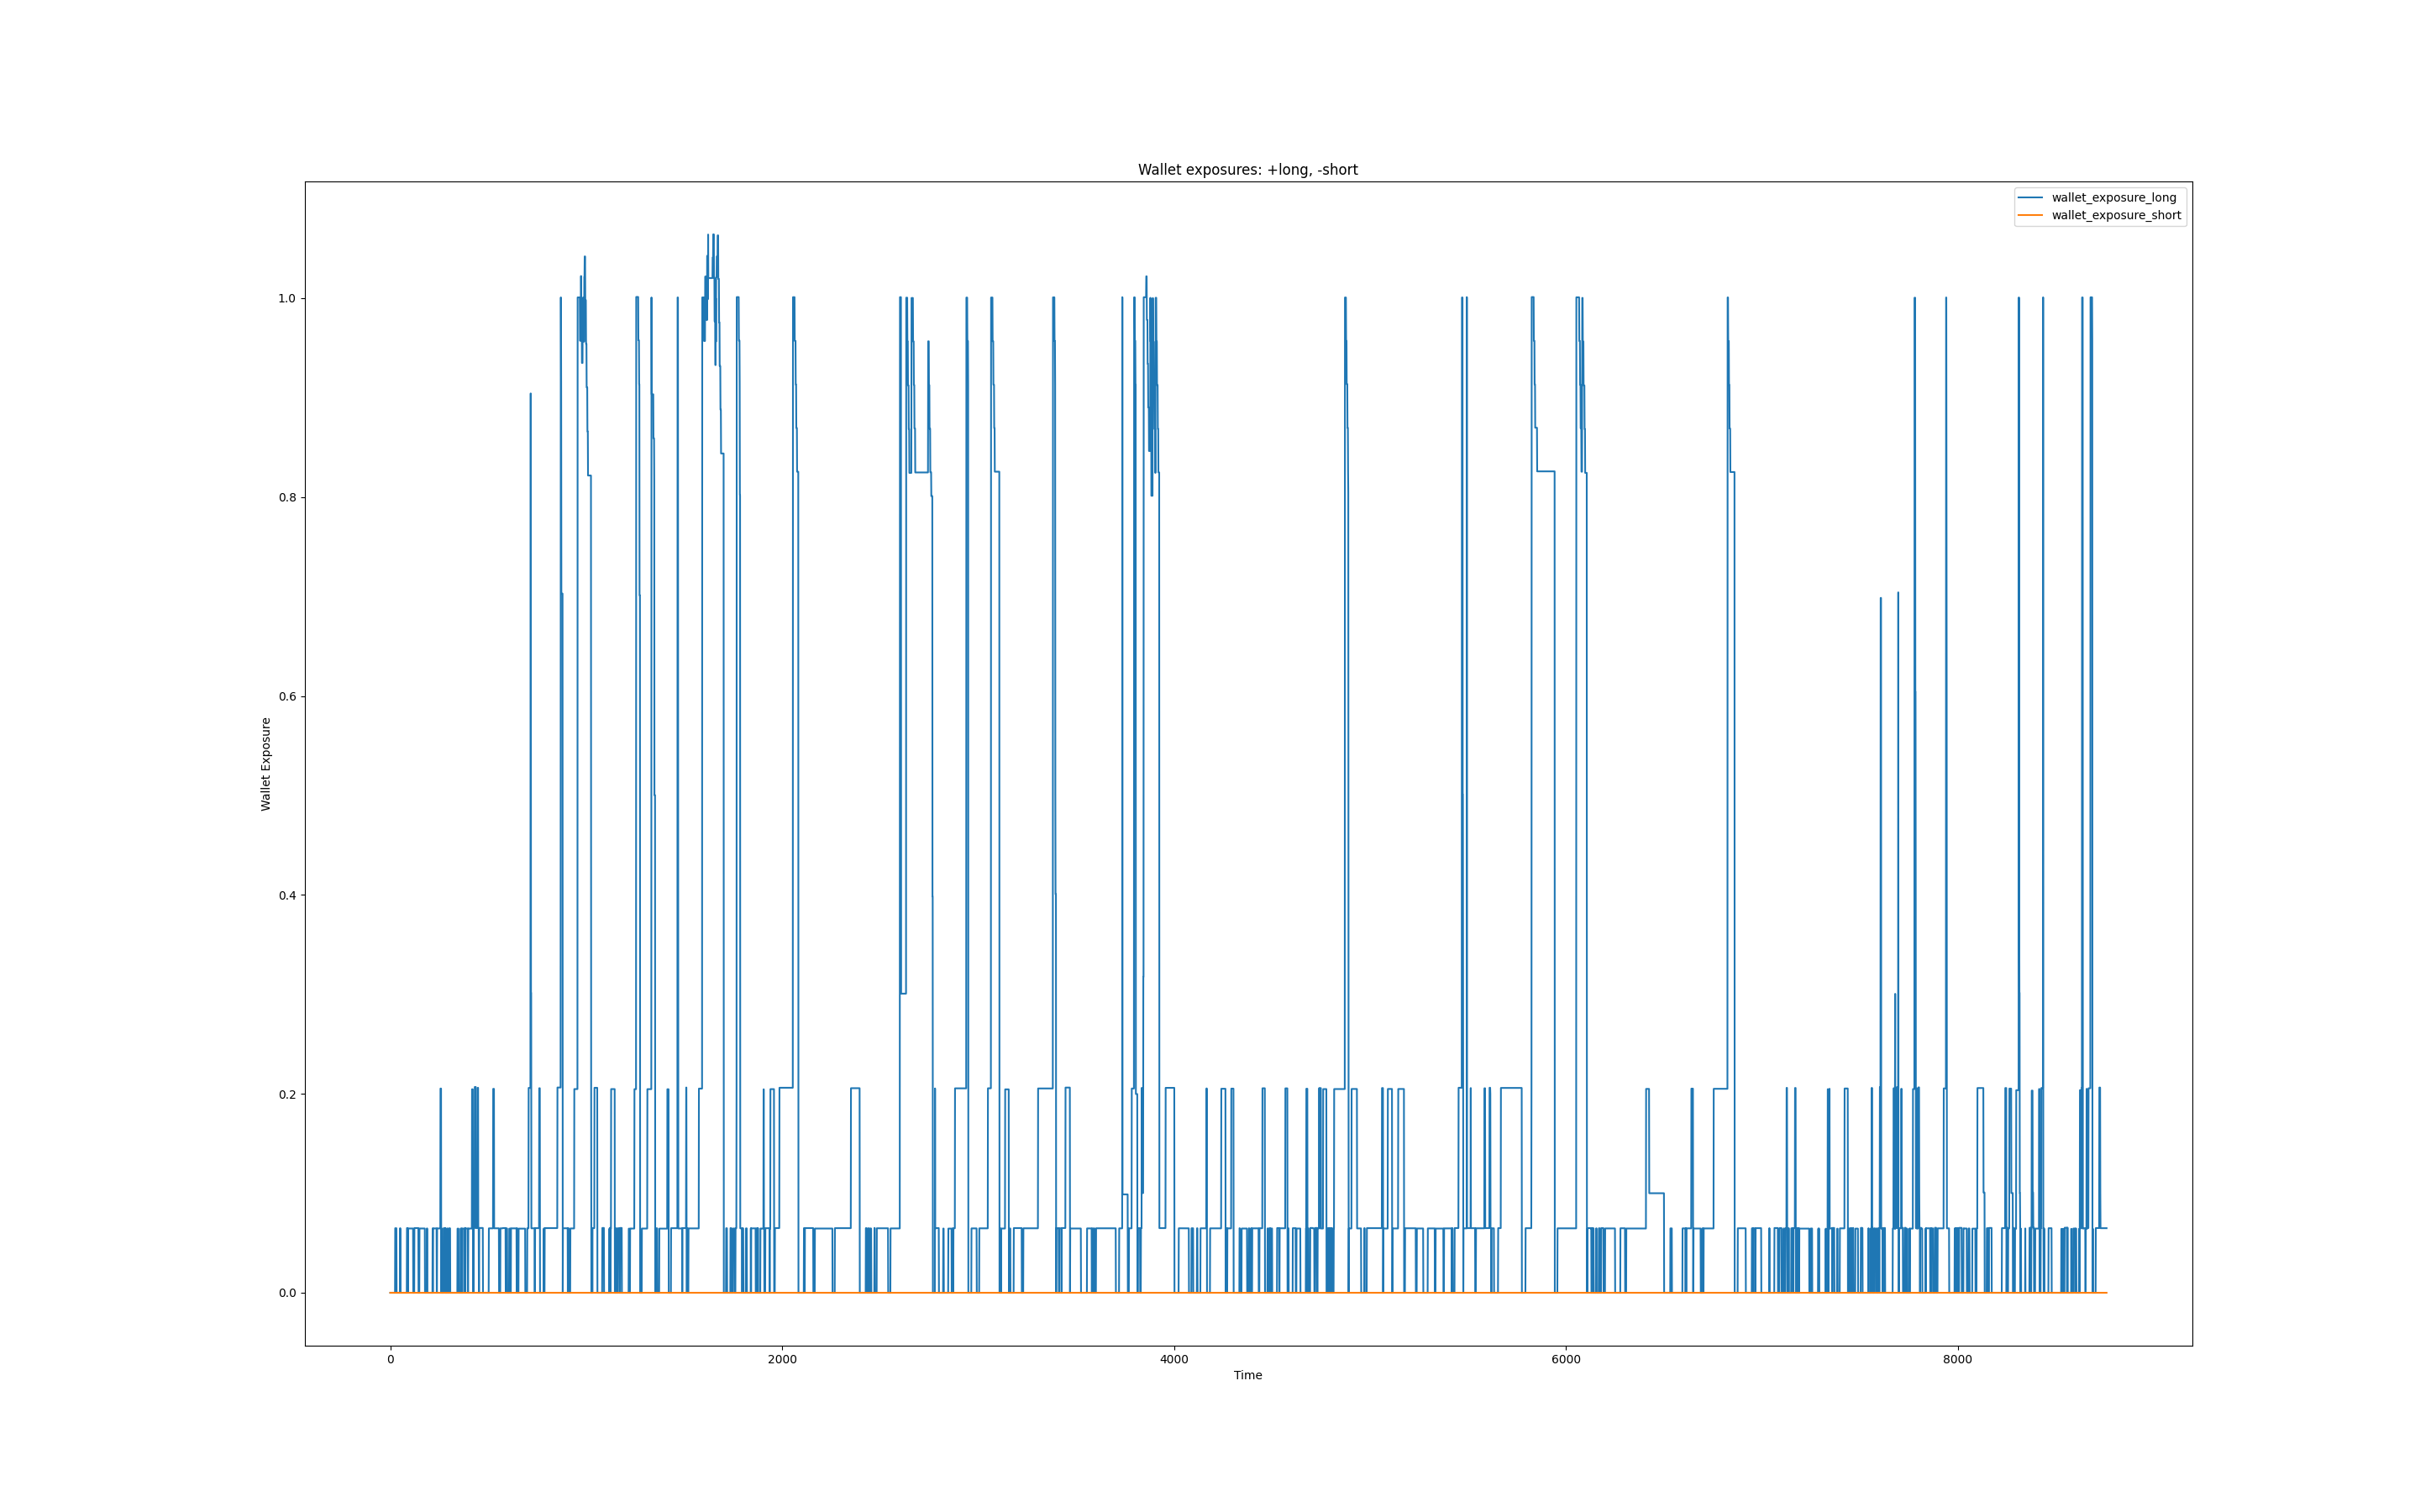 Wallet exposures: +long, -short
wallet_exposure_long
wallet_exposure_short
1.0
0.8
0.6
0.4
0.2
0.0
Wallet Exposure
0 2000 4000 6000 8000
Time